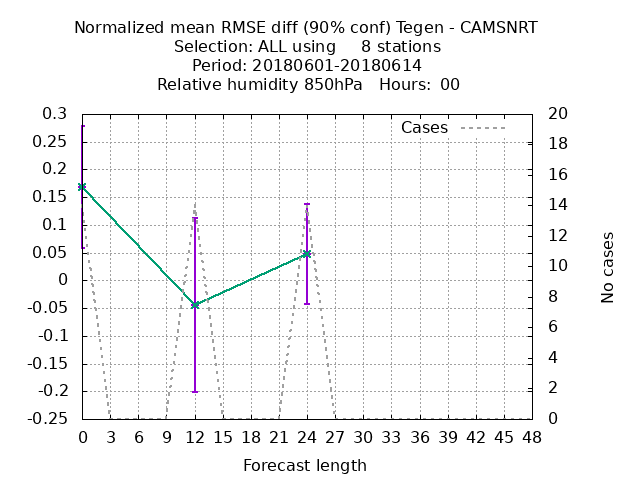 Normalized mean RMSE diff (90% conf) Tegen - CAMSNRT
Selection: ALL using     8 stations
Period: 20180601-20180614
Relative humidity 850hPa   Hours:  00
Cases
0.3
0.25
0.2
0.15
0.1
0.05
0
-0.05
-0.1
-0.15
-0.2
-0.25
20
18
16
14
12
10
8
6
4
2
0
No cases
0 3 6 9 12 15 18 21 24 27 30 33 36 39 42 45 48
Forecast length